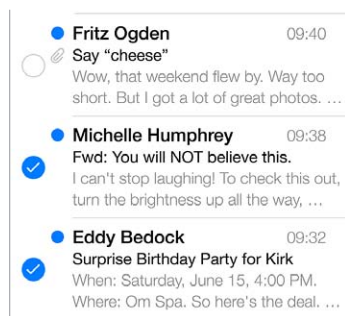 Fritz Ogden 09:40
Say “cheese”
Wow, that weekend flew by. Way too
short. But I got a lot of great photos. …
Michelle Humphrey 09:38
Fwd: You will NOT believe this.
I can't stop laughing! To check this out,
turn the brightness up all the way, …
Eddy Bedock 09:32
Surprise Birthday Party for Kirk
When: Saturday, June 15, 4:00 PM.
Where: Om Spa. So here's the deal. …